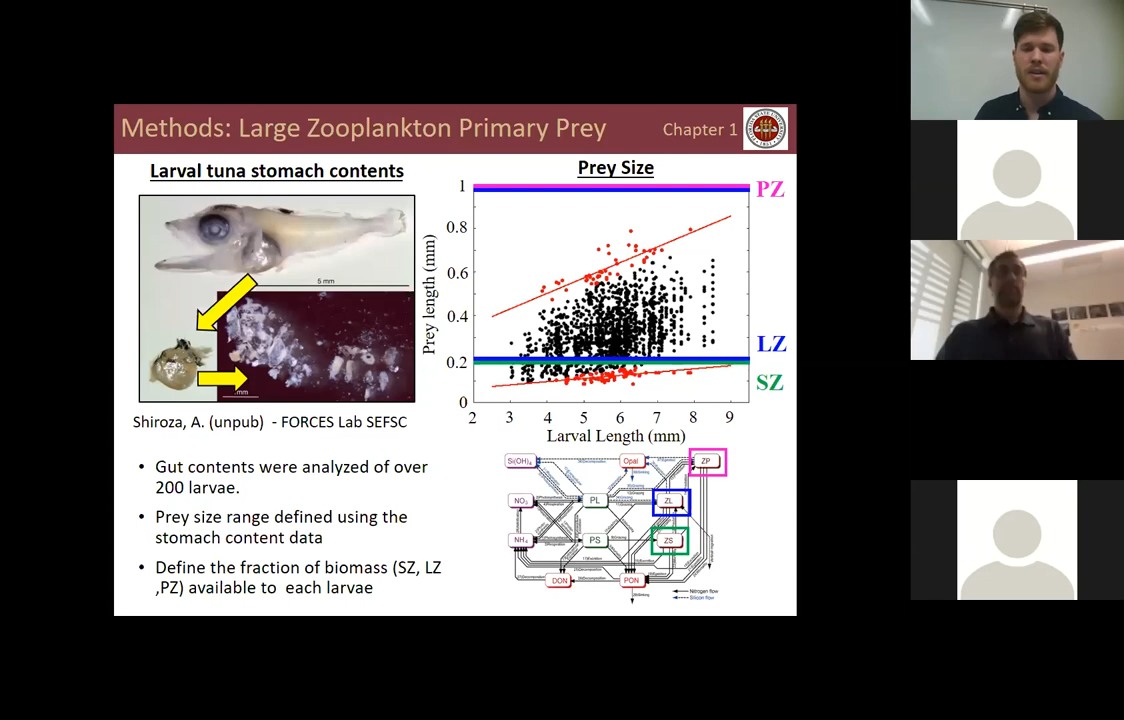 Methods: Large Zooplankton Primary Prey
Chapter 1
Larval tuna stomach contents
5 mm
mm
Shiroza, A. (unpub) - FORCES Lab SEFSC
• Gut contents were analyzed of over
200 larvae.
• Prey size range defined using the
stomach content data
• Define the fraction of biomass (SZ, LZ
,PZ) available to each larvae
Prey Size
PZ
LZ
SZ
Prey length (mm)
1
0.8
0.6
0.4
0.2
0
2 3 4 5 6 7 8 9
Larval Length (mm)
Si(OH)4
Opal
ZP
NO3
PL
ZL
NH4
PS
ZS
DON
PON
Nitrogen flow
Silicon flow